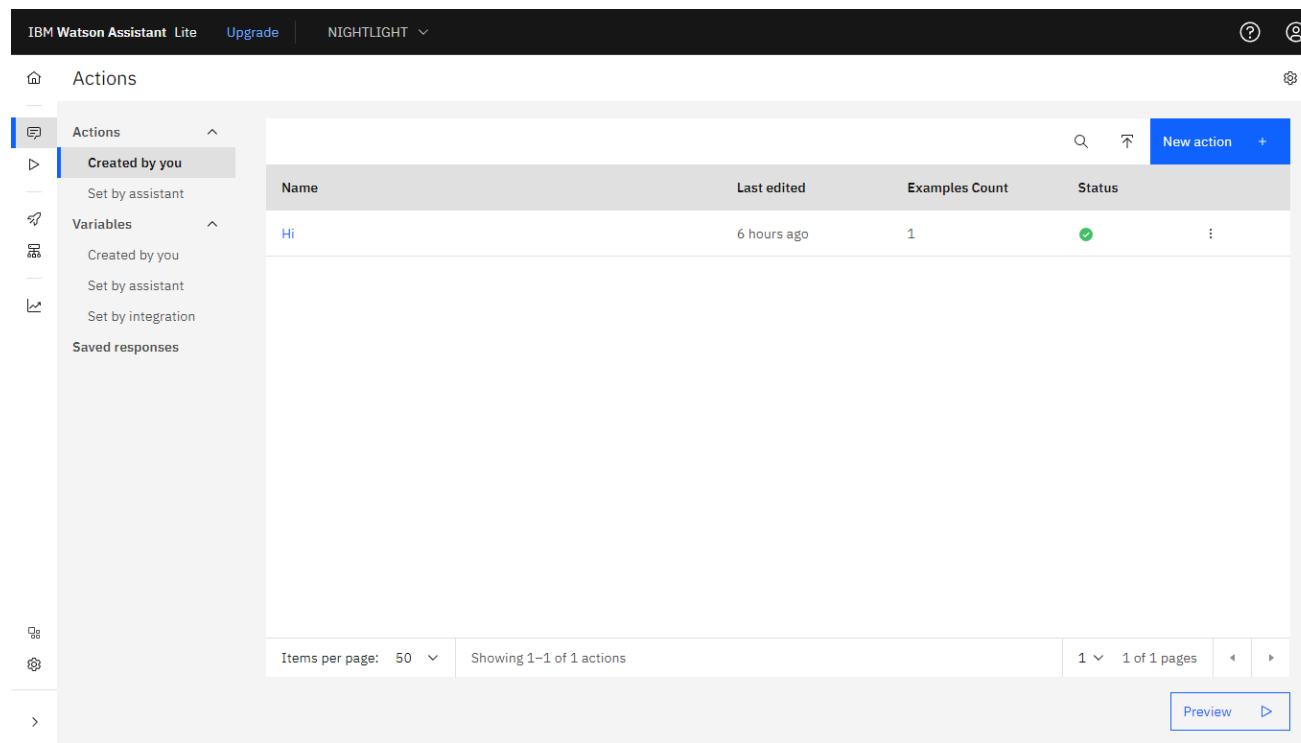 IBM Watson Assistant Lite Upgrade NIGHTLIGHT
Actions
Actions
Created by you
Set by assistant
Variables
Created by you
Set by assistant
Set by integration
Saved responses
New action +
Name Last edited Examples Count Status
Hi 6 hours ago 1
Items per page: 50 Showing 1–1 of 1 actions 1 1 of 1 pages
Preview